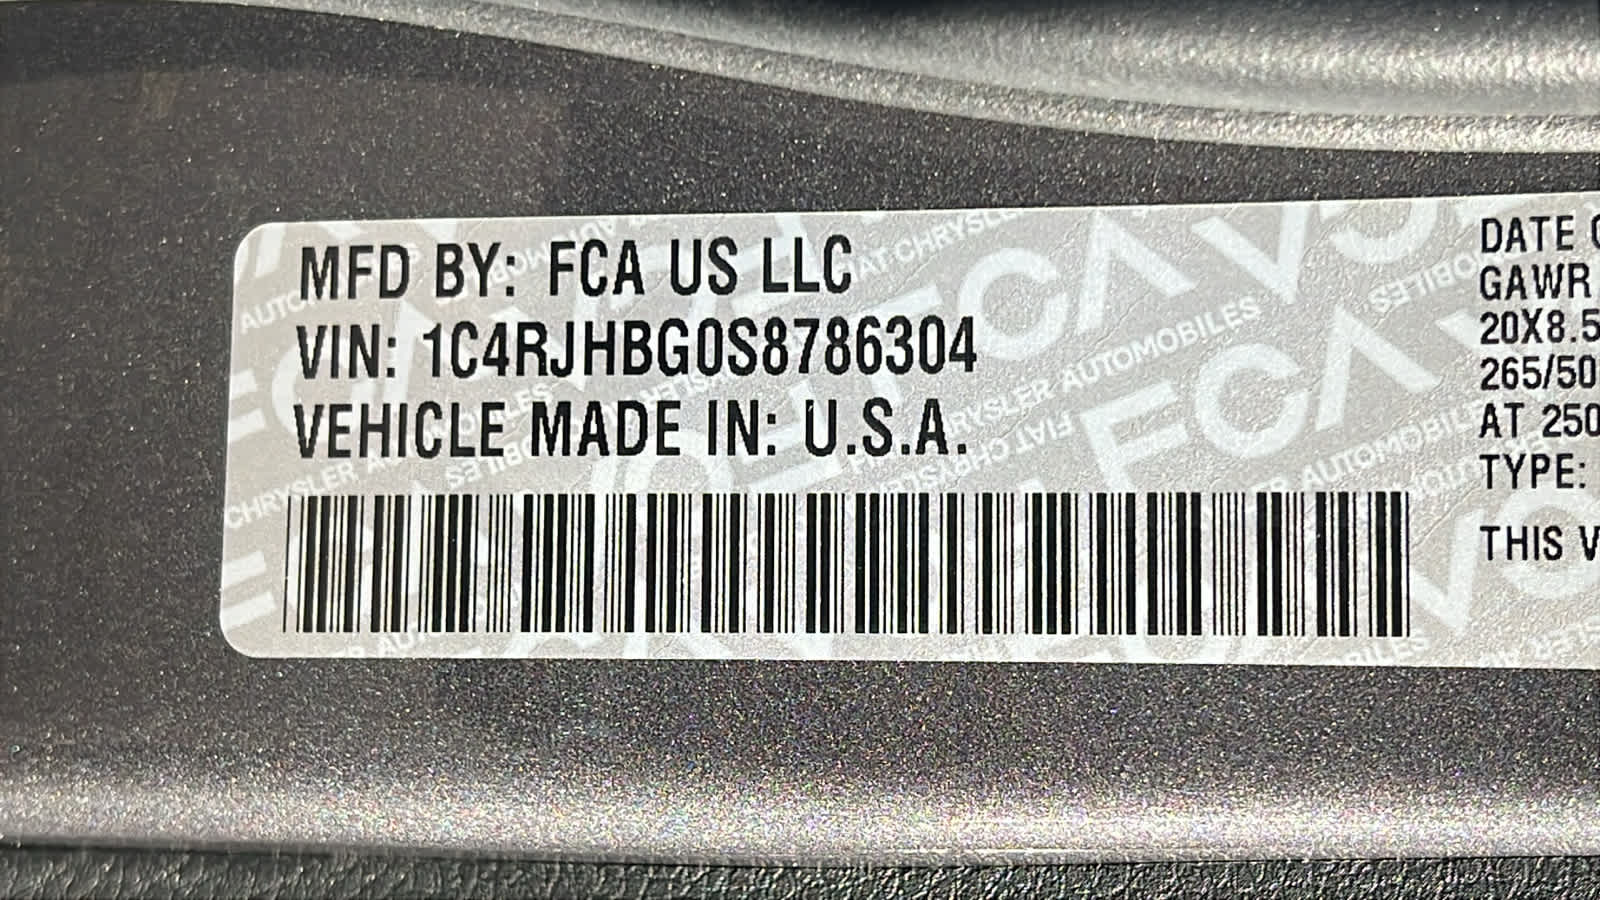 MFD BY: FCA US LLC
VIN: 1C4RJHBG0S8786304
VEHICLE MADE IN: U.S.A.
DATE
GAWR
20X8.5
265/50
AT 250
TYPE:
THIS